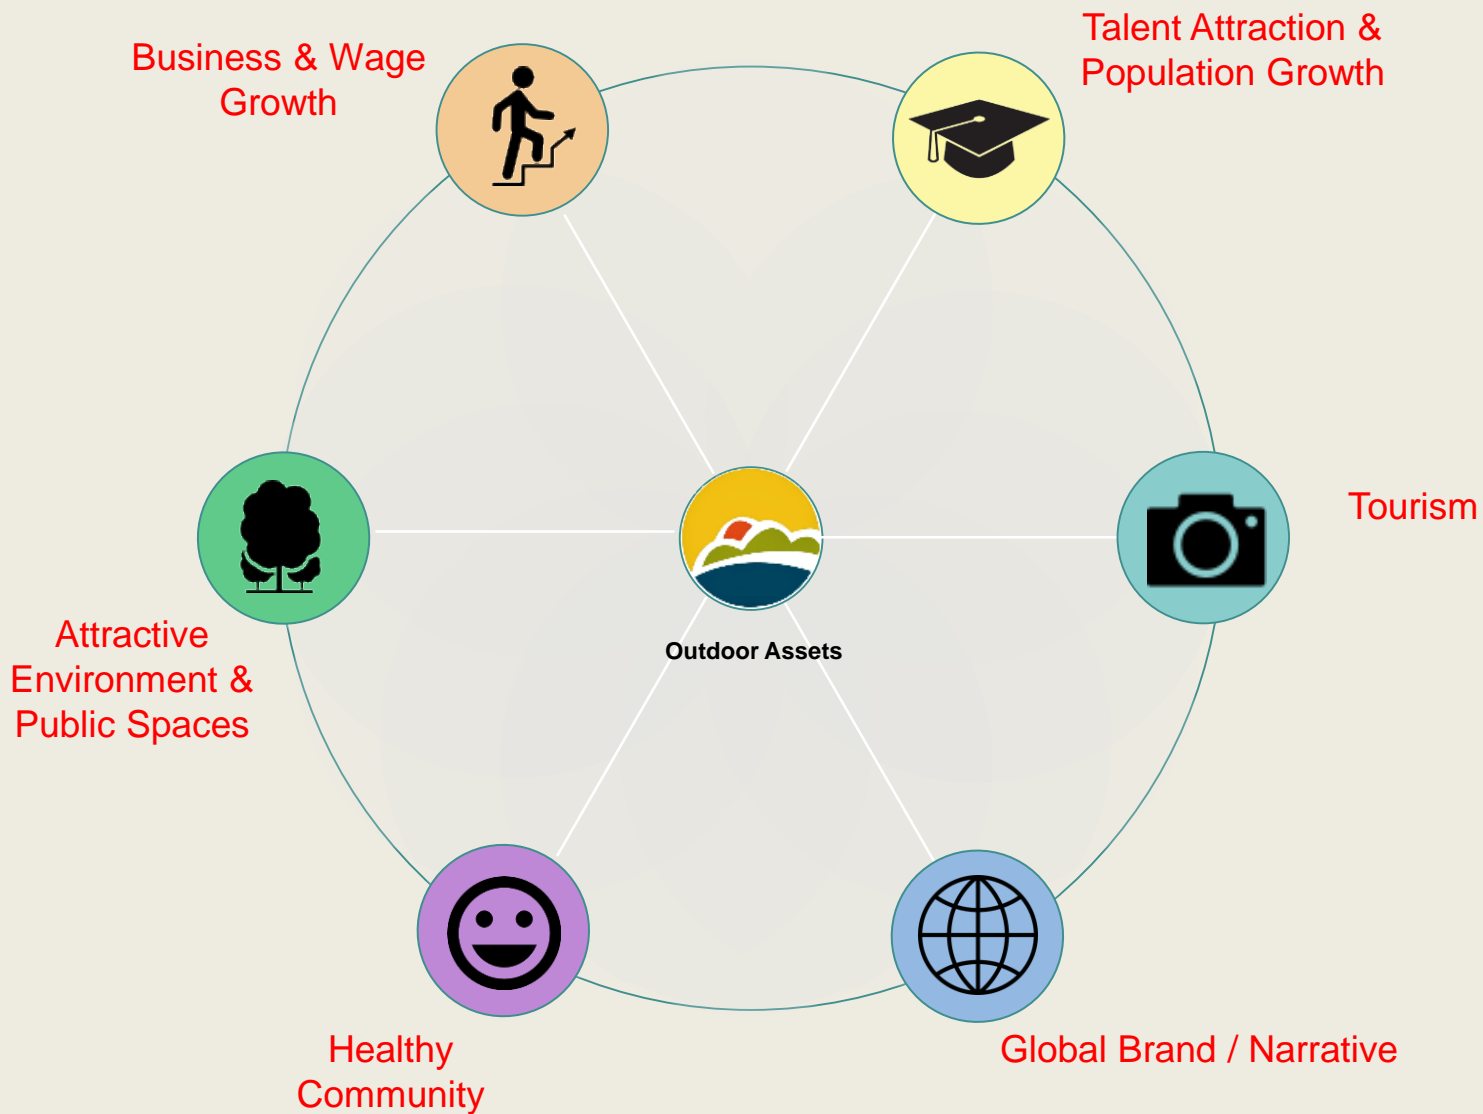 Business & Wage
Growth
Talent Attraction &
Population Growth
Tourism
Attractive
Environment &
Public Spaces
Outdoor Assets
Healthy
Community
Global Brand / Narrative